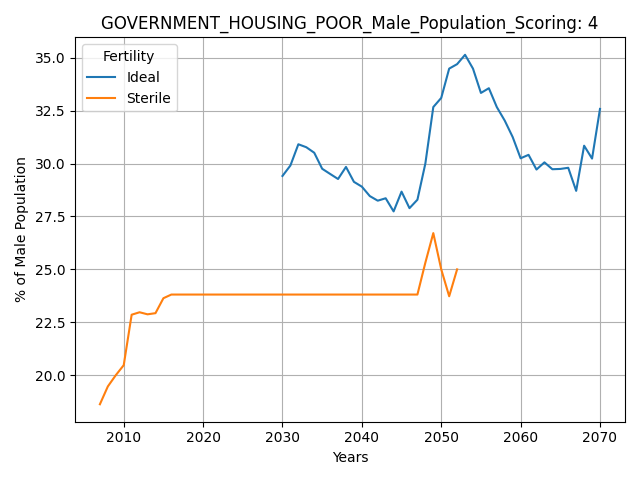 GOVERNMENT_HOUSING_POOR_Male_Population_Scoring: 4
Fertility
Ideal
Sterile
35.0
32.5
30.0
27.5
25.0
22.5
20.0
% of Male Population
2010 2020 2030 2040 2050 2060 2070
Years